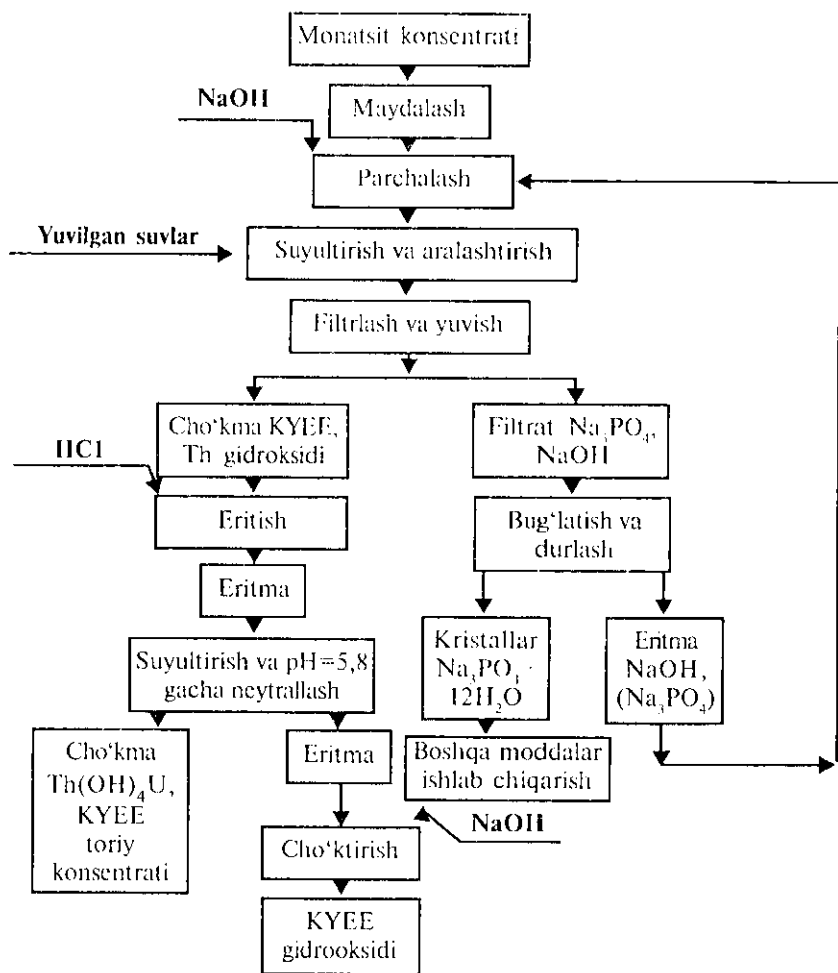 Monatsit konsentrati
NaOH
Maydalash
Parchalash
Yuvilgan suvlar
Suyultirish va aralashtirish
Filtrlash va yuvish
Cho‘kma KYEE,
Th gidroksidi
Filtrat Na₃PO₄,
NaOH
HCl
Eritish
Bug‘latish va
durlash
Eritma
Kristallar
Na₃PO₄ ·
12H₂O
Eritma
NaOH,
(Na₃PO₄)
Suyultirish va pH=5,8
gacha neytrallash
Cho‘kma
Th(OH)₄U,
KYEE
toriy
konsentrati
Eritma
Boshqa moddalar
ishlab chiqarish
NaOH
Cho‘ktirish
KYEE
gidrooksidi